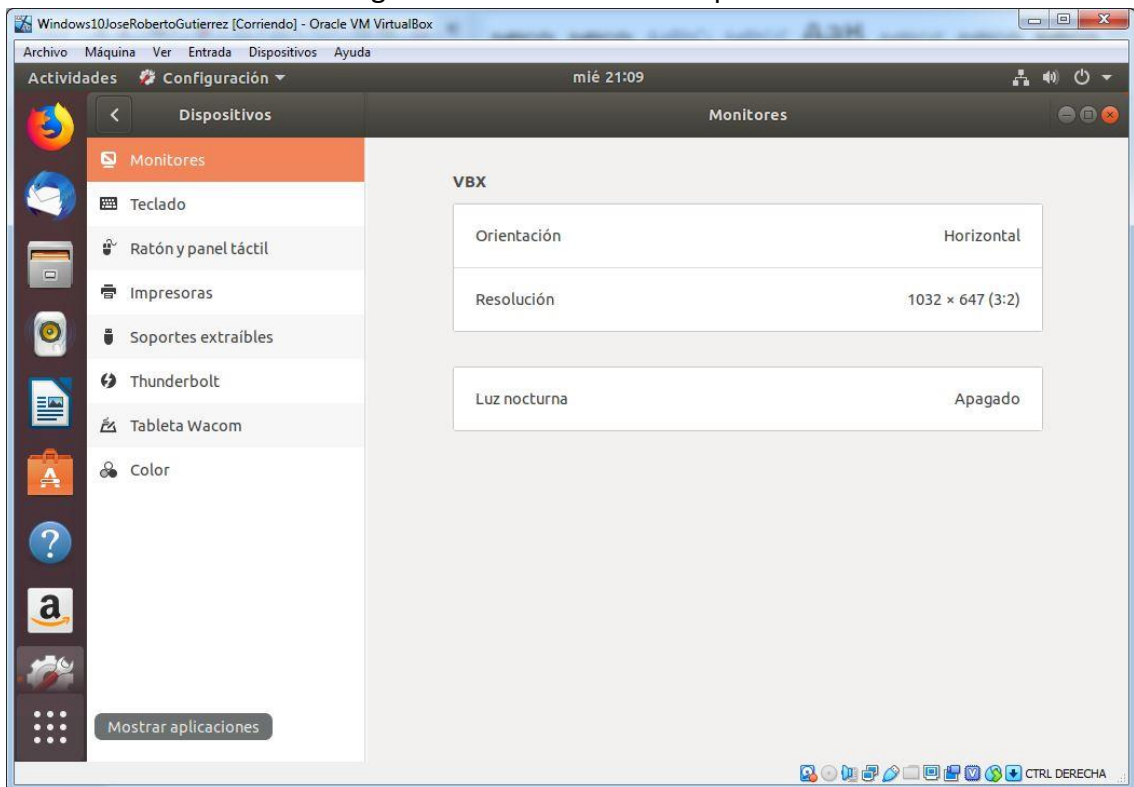 Windows10JoseRobertoGutierrez [Corriendo] - Oracle VM VirtualBox
Archivo Máquina Ver Entrada Dispositivos Ayuda
Actividades Configuración mié 21:09
Dispositivos Monitores
Monitores
Teclado
Ratón y panel táctil
Impresoras
Soportes extraíbles
Thunderbolt
Tableta Wacom
Color
VBX
Orientación Horizontal
Resolución 1032 × 647 (3:2)
Luz nocturna Apagado
Mostrar aplicaciones
CTRL DERECHA